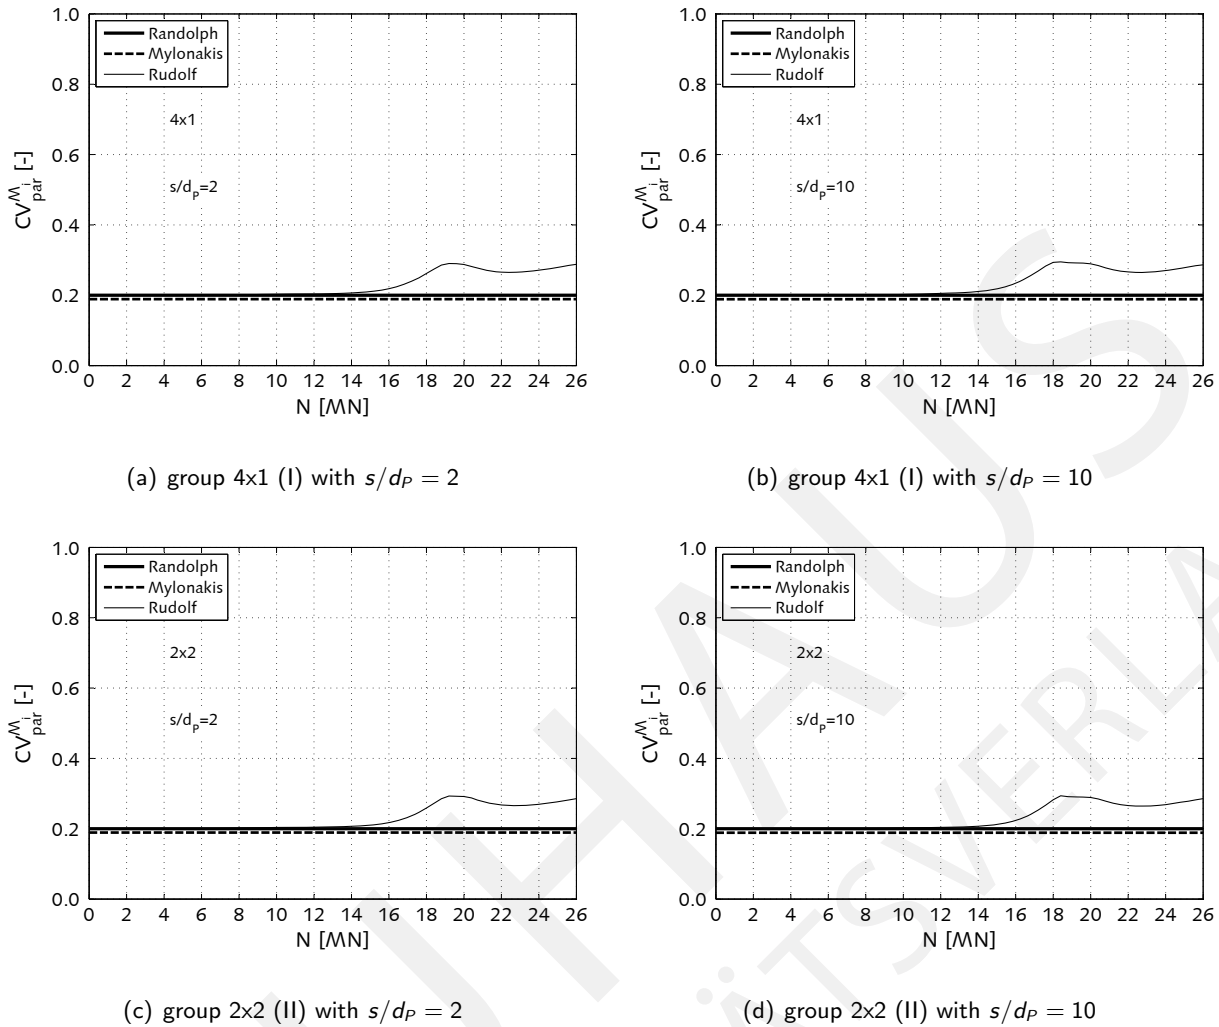 1.0
0.8
0.6
0.4
0.2
0.0
CV_par^M_i [-]
Randolph
Mylonakis
Rudolf
4x1
s/d_P=2
0 2 4 6 8 10 12 14 16 18 20 22 24 26
N [MN]
(a) group 4x1 (I) with s/d_P = 2
1.0
0.8
0.6
0.4
0.2
0.0
CV_par^M_i [-]
Randolph
Mylonakis
Rudolf
4x1
s/d_P=10
0 2 4 6 8 10 12 14 16 18 20 22 24 26
N [MN]
(b) group 4x1 (I) with s/d_P = 10
1.0
0.8
0.6
0.4
0.2
0.0
CV_par^M_i [-]
Randolph
Mylonakis
Rudolf
2x2
s/d_P=2
0 2 4 6 8 10 12 14 16 18 20 22 24 26
N [MN]
(c) group 2x2 (II) with s/d_P = 2
1.0
0.8
0.6
0.4
0.2
0.0
CV_par^M_i [-]
Randolph
Mylonakis
Rudolf
2x2
s/d_P=10
0 2 4 6 8 10 12 14 16 18 20 22 24 26
N [MN]
(d) group 2x2 (II) with s/d_P = 10
UHAUS
ÄTSVERLA